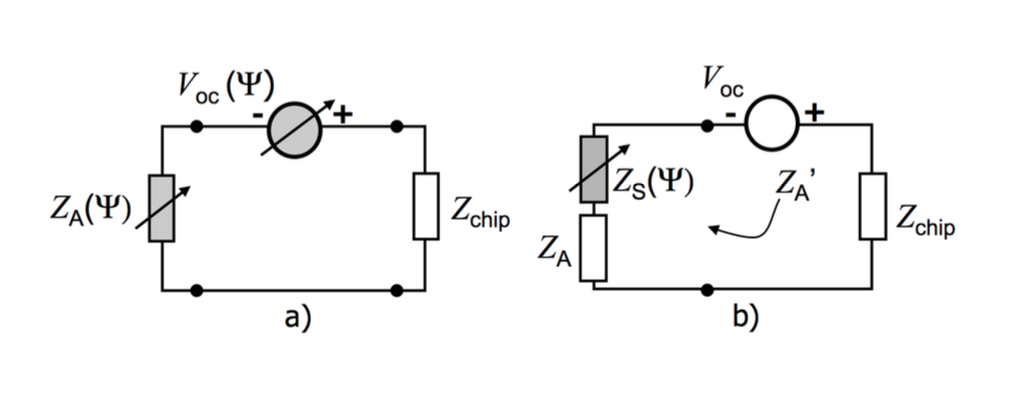 Voc (Ψ)
- +
ZA(Ψ)
Zchip
a)
Voc
- +
ZS(Ψ)
ZA'
ZA
Zchip
b)